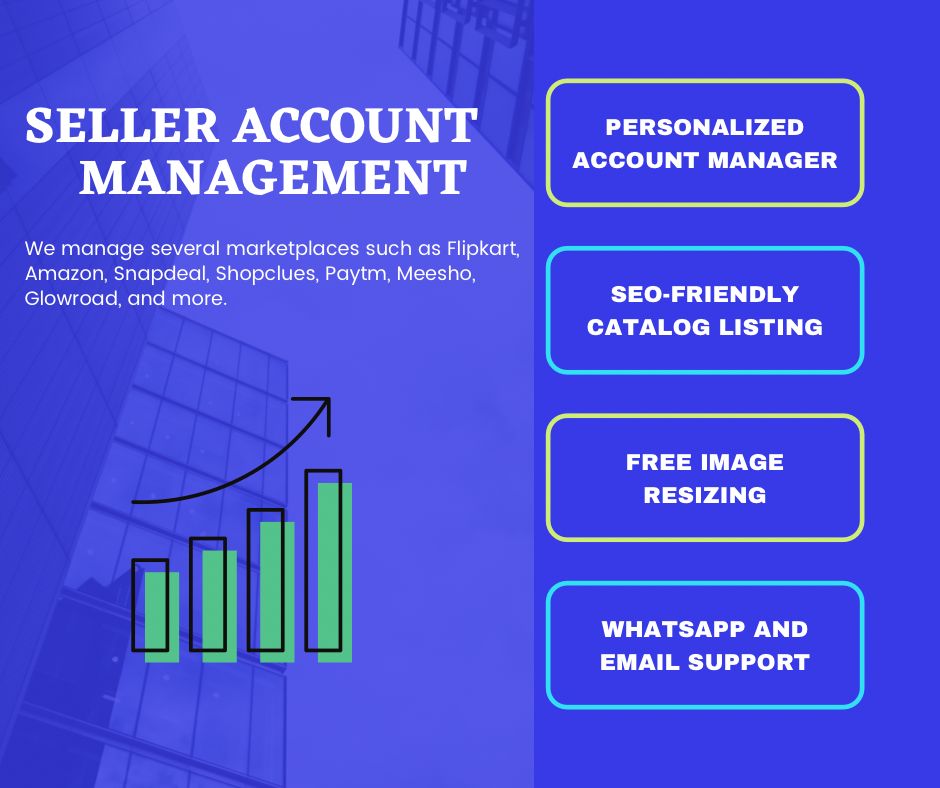 SELLER ACCOUNT
MANAGEMENT
We manage several marketplaces such as Flipkart,
Amazon, Snapdeal, Shopclues, Paytm, Meesho,
Glowroad, and more.
PERSONALIZED
ACCOUNT MANAGER
SEO-FRIENDLY
CATALOG LISTING
FREE IMAGE
RESIZING
WHATSAPP AND
EMAIL SUPPORT